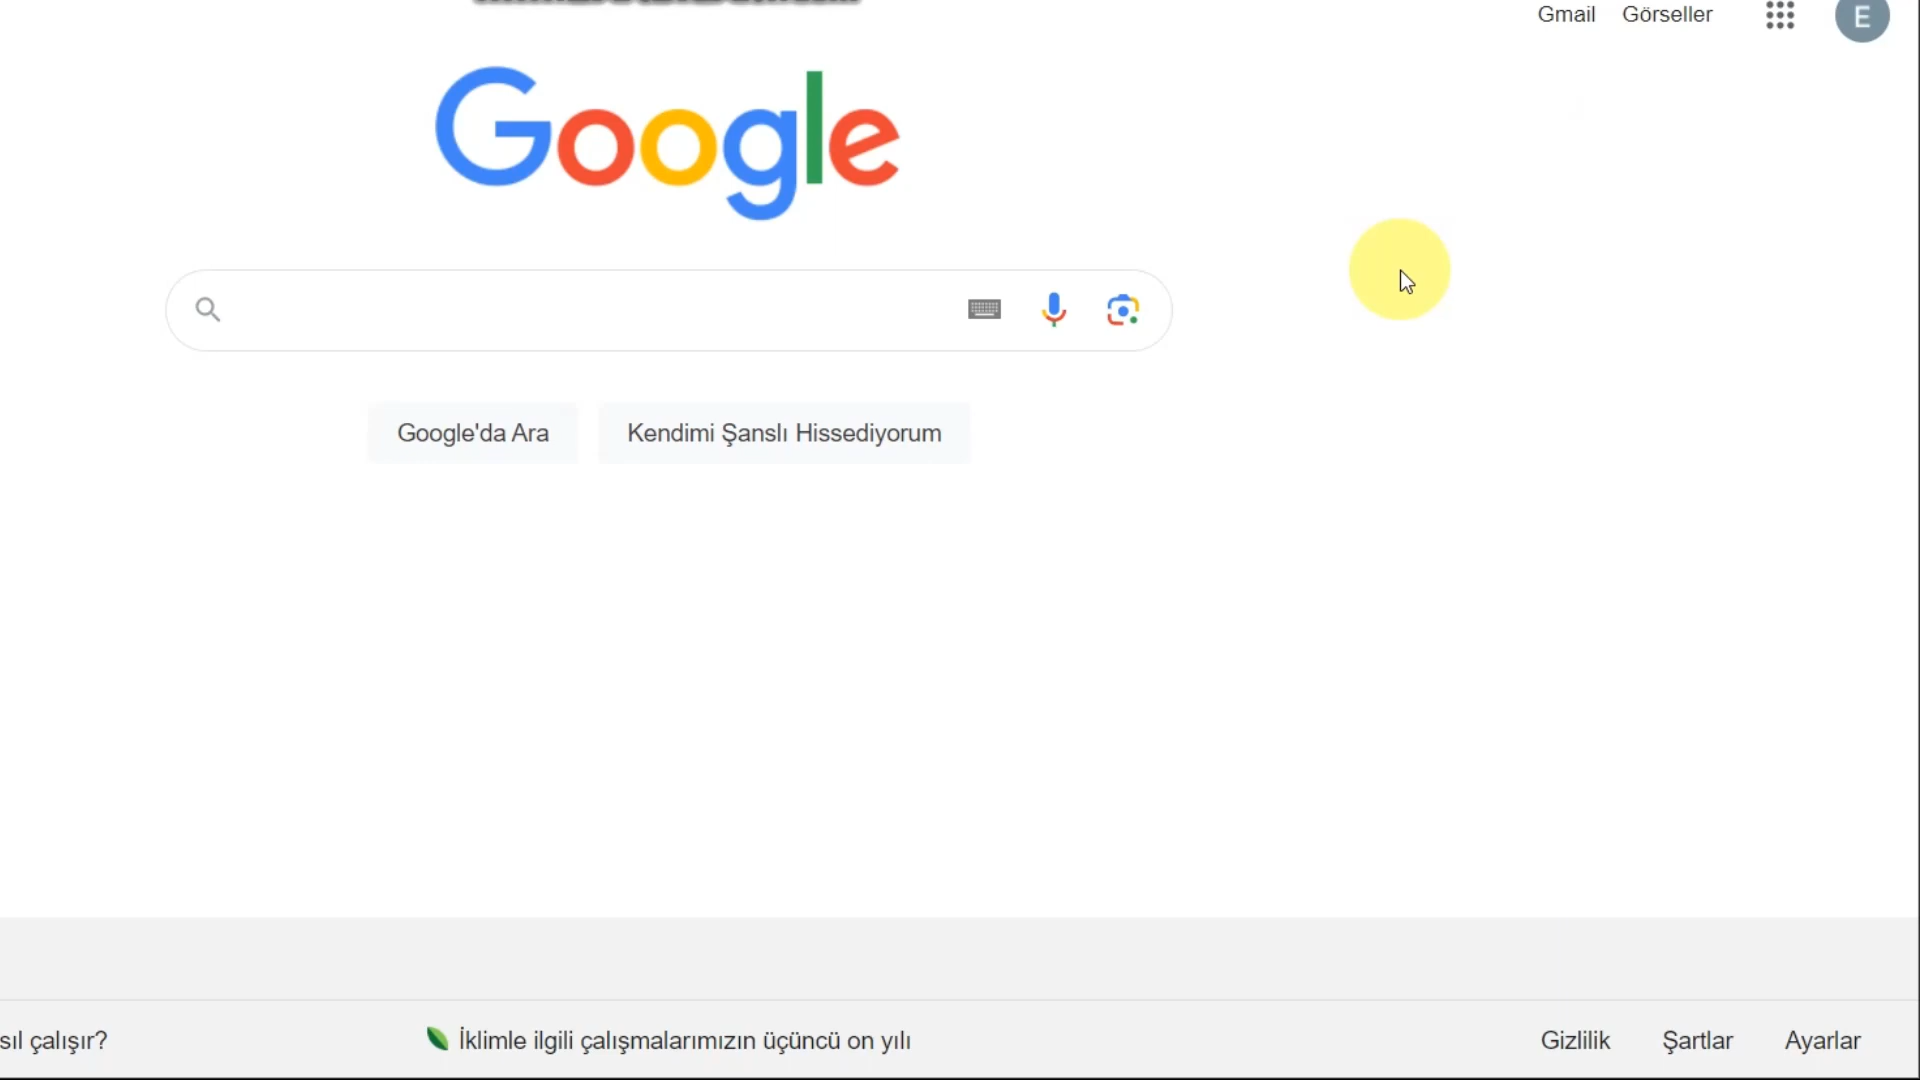 Gmail Görseller
E
Google
Google'da Ara Kendimi Şanslı Hissediyorum
sıl çalışır? İklimle ilgili çalışmalarımızın üçüncü on yılı Gizlilik Şartlar Ayarlar